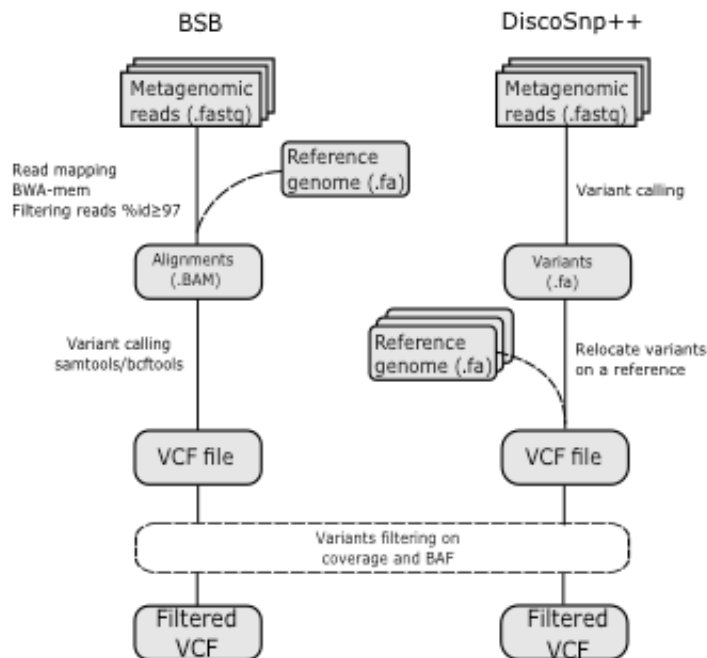 BSB
DiscoSnp++
Metagenomic
reads (.fastq)
Metagenomic
reads (.fastq)
Reference
genome (.fa)
Read mapping
BWA-mem
Filtering reads %id≥97
Variant calling
Alignments
(.BAM)
Variants
(.fa)
Variant calling
samtools/bcftools
Reference
genome (.fa)
Relocate variants
on a reference
VCF file
VCF file
Variants filtering on
coverage and BAF
Filtered
VCF
Filtered
VCF